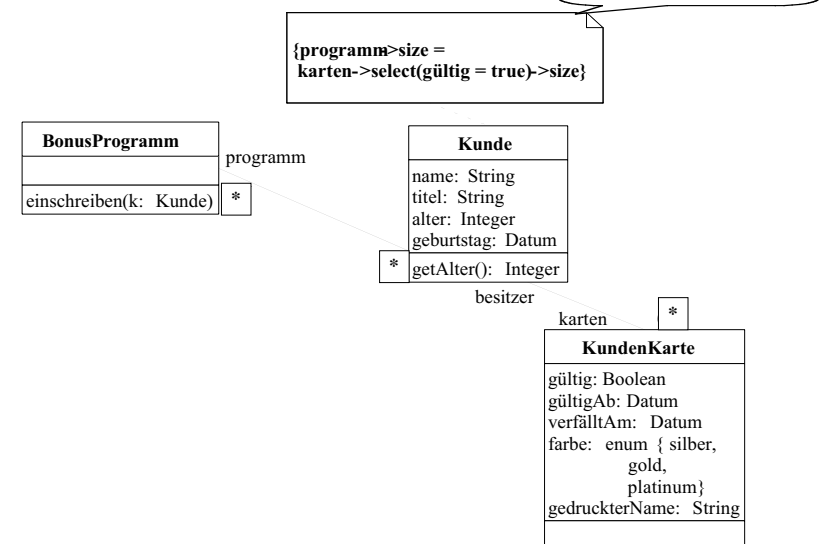 {programm->size =
karten->select(gültig = true)->size}
BonusProgramm
einschreiben(k: Kunde)
programm
*
Kunde
name: String
titel: String
alter: Integer
geburtstag: Datum
getAlter(): Integer
*
besitzer
karten
*
KundenKarte
gültig: Boolean
gültigAb: Datum
verfälltAm: Datum
farbe: enum { silber,
gold,
platinum}
gedruckterName: String